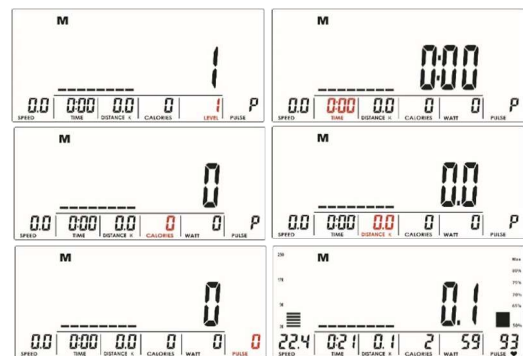 M
1
0.0 0:00 0.0 0 1 P
SPEED TIME DISTANCE K CALORIES LEVEL PULSE
M
0:00
0.0 0:00 0.0 0 0 P
SPEED TIME DISTANCE K CALORIES WATT PULSE
M
0
0.0 0:00 0.0 0 0 P
SPEED TIME DISTANCE K CALORIES WATT PULSE
M
0.0
0.0 0:00 0.0 0 0 P
SPEED TIME DISTANCE K CALORIES WATT PULSE
M
0
0.0 0:00 0.0 0 0 0
SPEED TIME DISTANCE K CALORIES WATT PULSE
M
0.1
22.4 0:21 0.1 2 59 93
SPEED TIME DISTANCE K CALORIES WATT PULSE